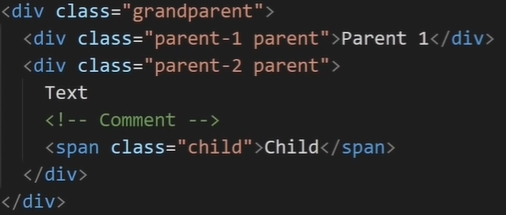 <div class="grandparent">
  <div class="parent-1 parent">Parent 1</div>
  <div class="parent-2 parent">
    Text
    <!-- Comment -->
    <span class="child">Child</span>
  </div>
</div>